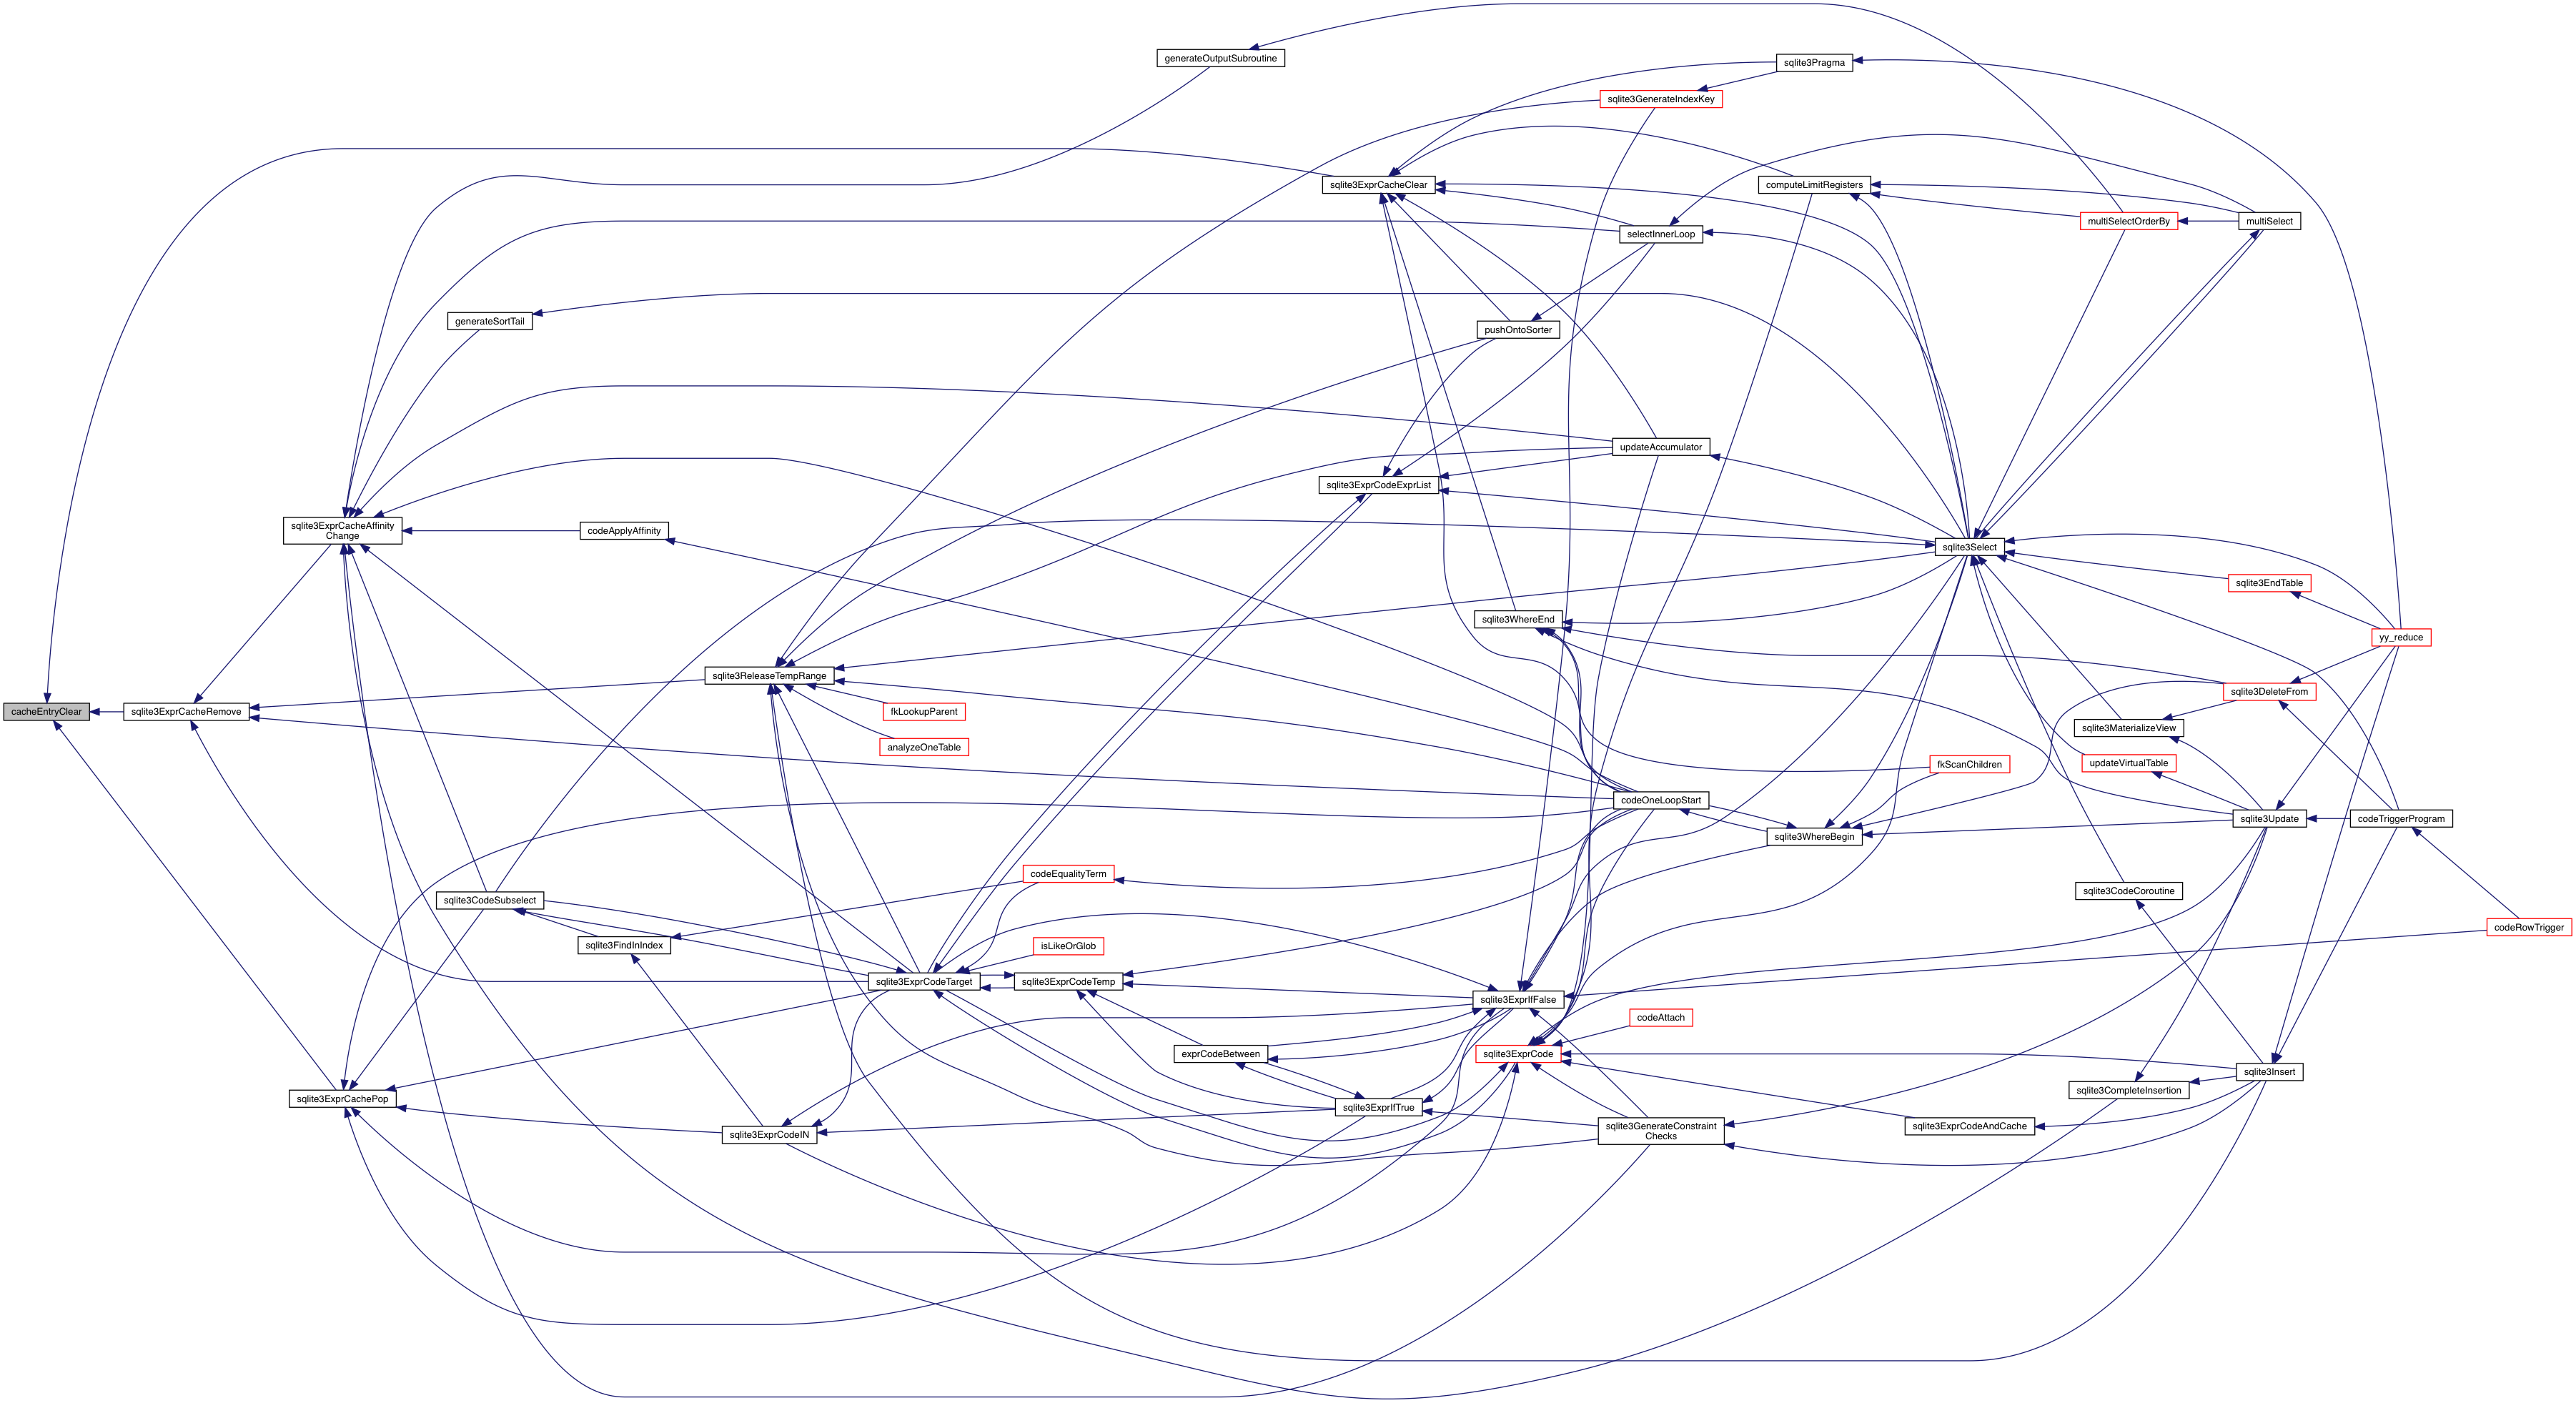 generateOutputSubroutine
sqlite3Pragma
sqlite3GenerateIndexKey
sqlite3ExprCacheClear
computeLimitRegisters
multiSelectOrderBy
multiSelect
selectInnerLoop
generateSortTail
pushOntoSorter
updateAccumulator
sqlite3ExprCodeExprList
sqlite3ExprCacheAffinity
Change
codeApplyAffinity
sqlite3Select
sqlite3EndTable
sqlite3WhereEnd
yy_reduce
sqlite3ReleaseTempRange
sqlite3DeleteFrom
cacheEntryClear
sqlite3ExprCacheRemove
fkLookupParent
sqlite3MaterializeView
analyzeOneTable
fkScanChildren
updateVirtualTable
codeOneLoopStart
sqlite3Update
codeTriggerProgram
sqlite3WhereBegin
codeEqualityTerm
sqlite3CodeCoroutine
sqlite3CodeSubselect
codeRowTrigger
sqlite3FindInIndex
isLikeOrGlob
sqlite3ExprCodeTarget
sqlite3ExprCodeTemp
sqlite3ExprIfFalse
codeAttach
exprCodeBetween
sqlite3ExprCode
sqlite3Insert
sqlite3CompleteInsertion
sqlite3ExprCachePop
sqlite3ExprIfTrue
sqlite3GenerateConstraint
Checks
sqlite3ExprCodeAndCache
sqlite3ExprCodeIN